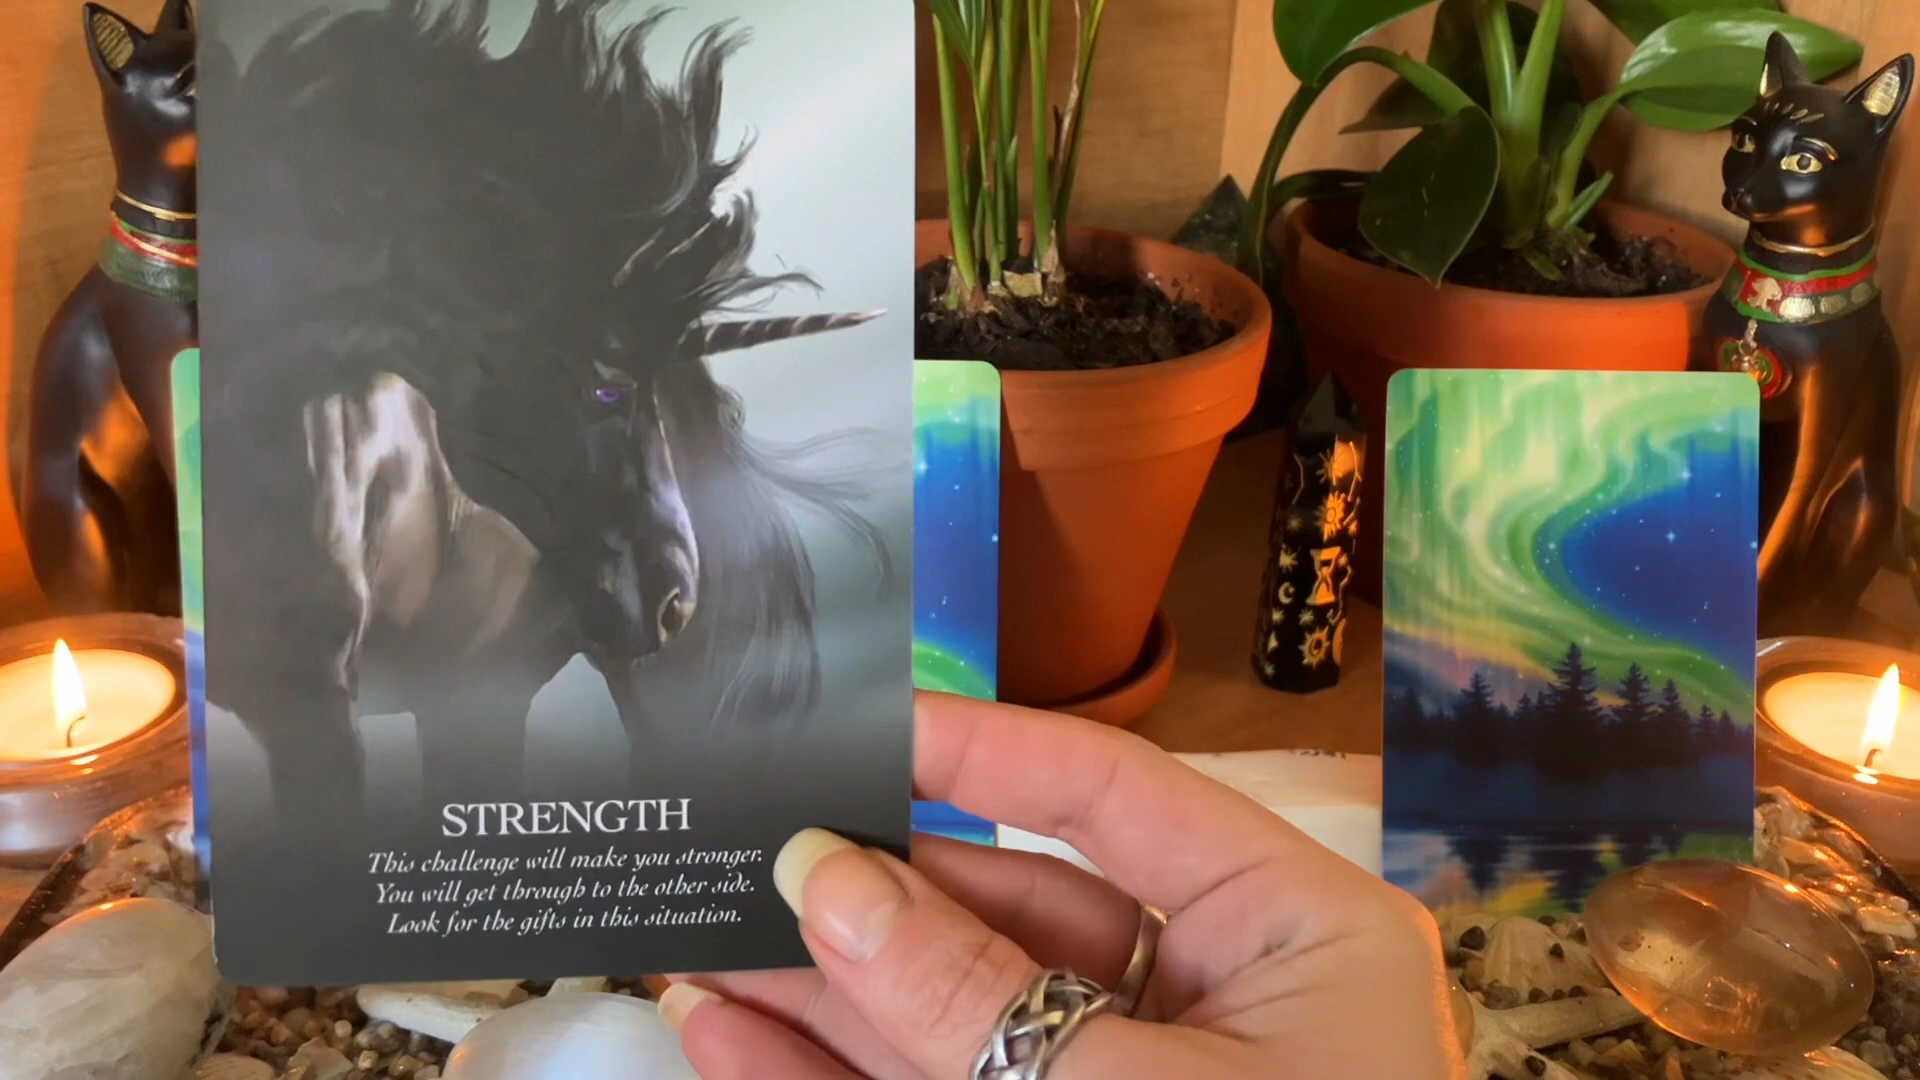 STRENGTH
This challenge will make you stronger.
You will get through to the other side.
Look for the gifts in this situation.